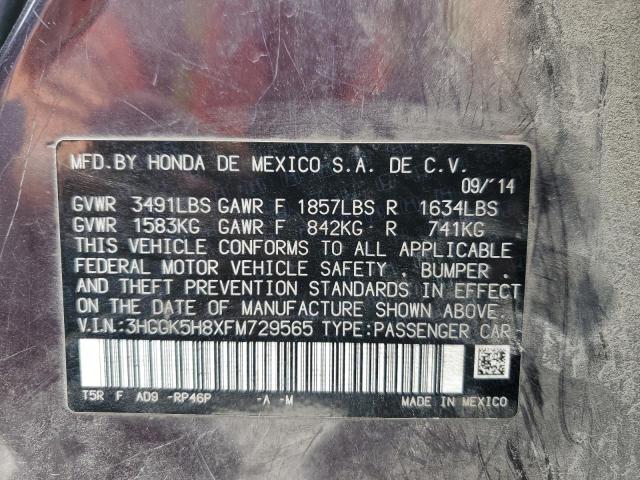 MFD.BY HONDA DE MEXICO S.A. DE C.V.
09/'14
GVWR 3491LBS GAWR F 1857LBS R 1634LBS
GVWR 1583KG GAWR F 842KG R 741KG
THIS VEHICLE CONFORMS TO ALL APPLICABLE
FEDERAL MOTOR VEHICLE SAFETY , BUMPER ,
AND THEFT PREVENTION STANDARDS IN EFFECT
ON THE DATE OF MANUFACTURE SHOWN ABOVE.
V.I.N.:3HGGK5H8XFM729565 TYPE:PASSENGER CAR
T5R F AD9 -RP46P -A -M MADE IN MEXICO